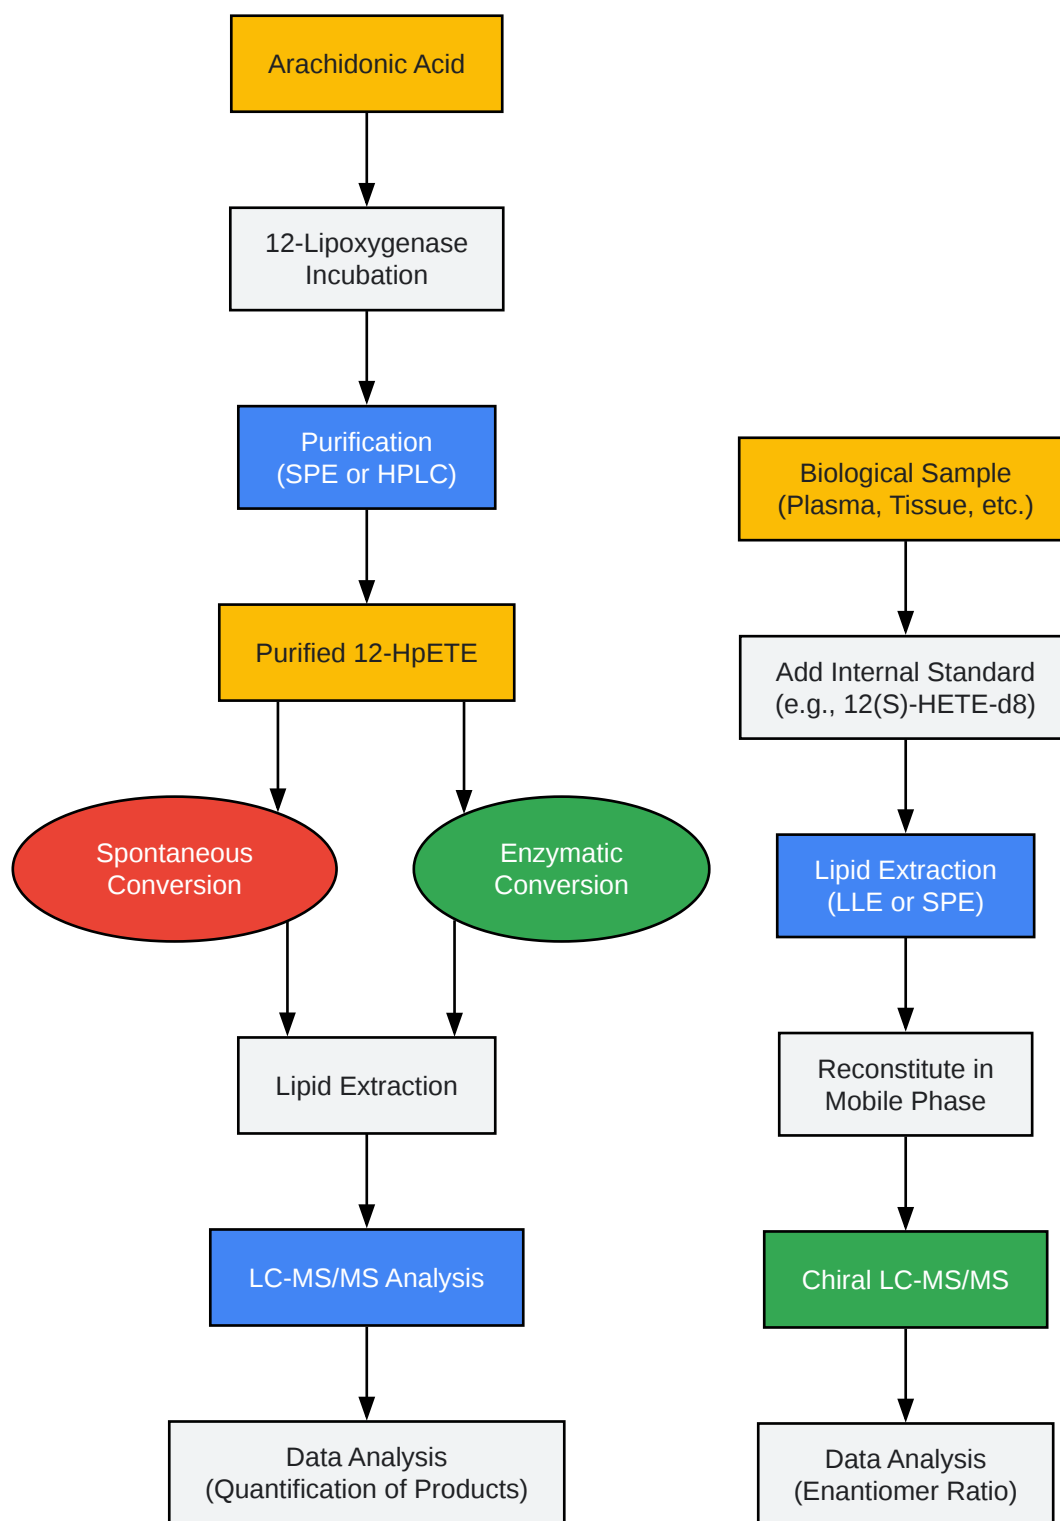 Arachidonic Acid
12-Lipoxygenase
Incubation
Purification
(SPE or HPLC)
Purified 12-HpETE
Spontaneous
Conversion
Enzymatic
Conversion
Lipid Extraction
LC-MS/MS Analysis
Data Analysis
(Quantification of Products)
Biological Sample
(Plasma, Tissue, etc.)
Add Internal Standard
(e.g., 12(S)-HETE-d8)
Lipid Extraction
(LLE or SPE)
Reconstitute in
Mobile Phase
Chiral LC-MS/MS
Data Analysis
(Enantiomer Ratio)